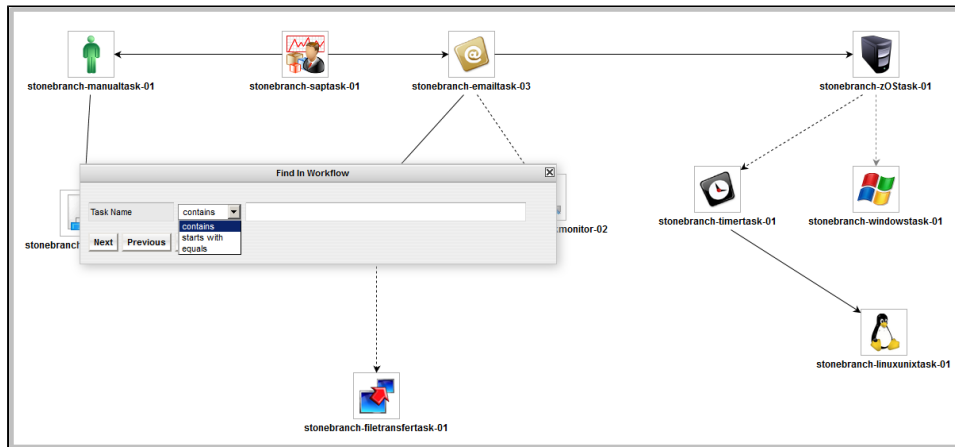 stonebranch-manualtask-01
stonebranch-saptask-01
stonebranch-emailtask-03
stonebranch-zOStask-01
Find In Workflow
Task Name
contains
contains
starts with
equals
Next
Previous
stonebranch-timertask-01
stonebranch-windowstask-01
monitor-02
stonebranch-linuxunixtask-01
stonebranch-filetransfertask-01